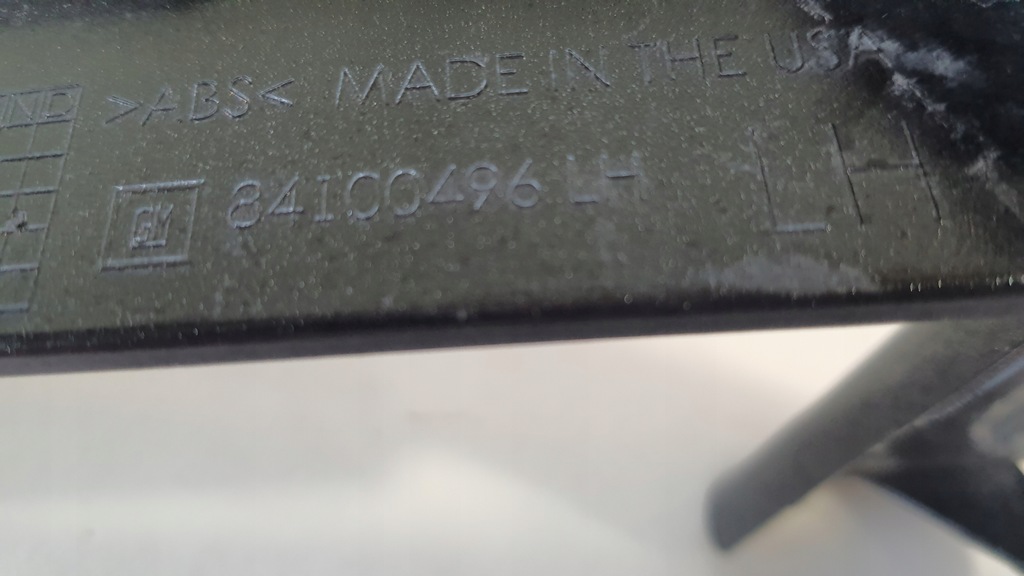 >ABS< MADE IN THE USA
GM 84100496 LH LH